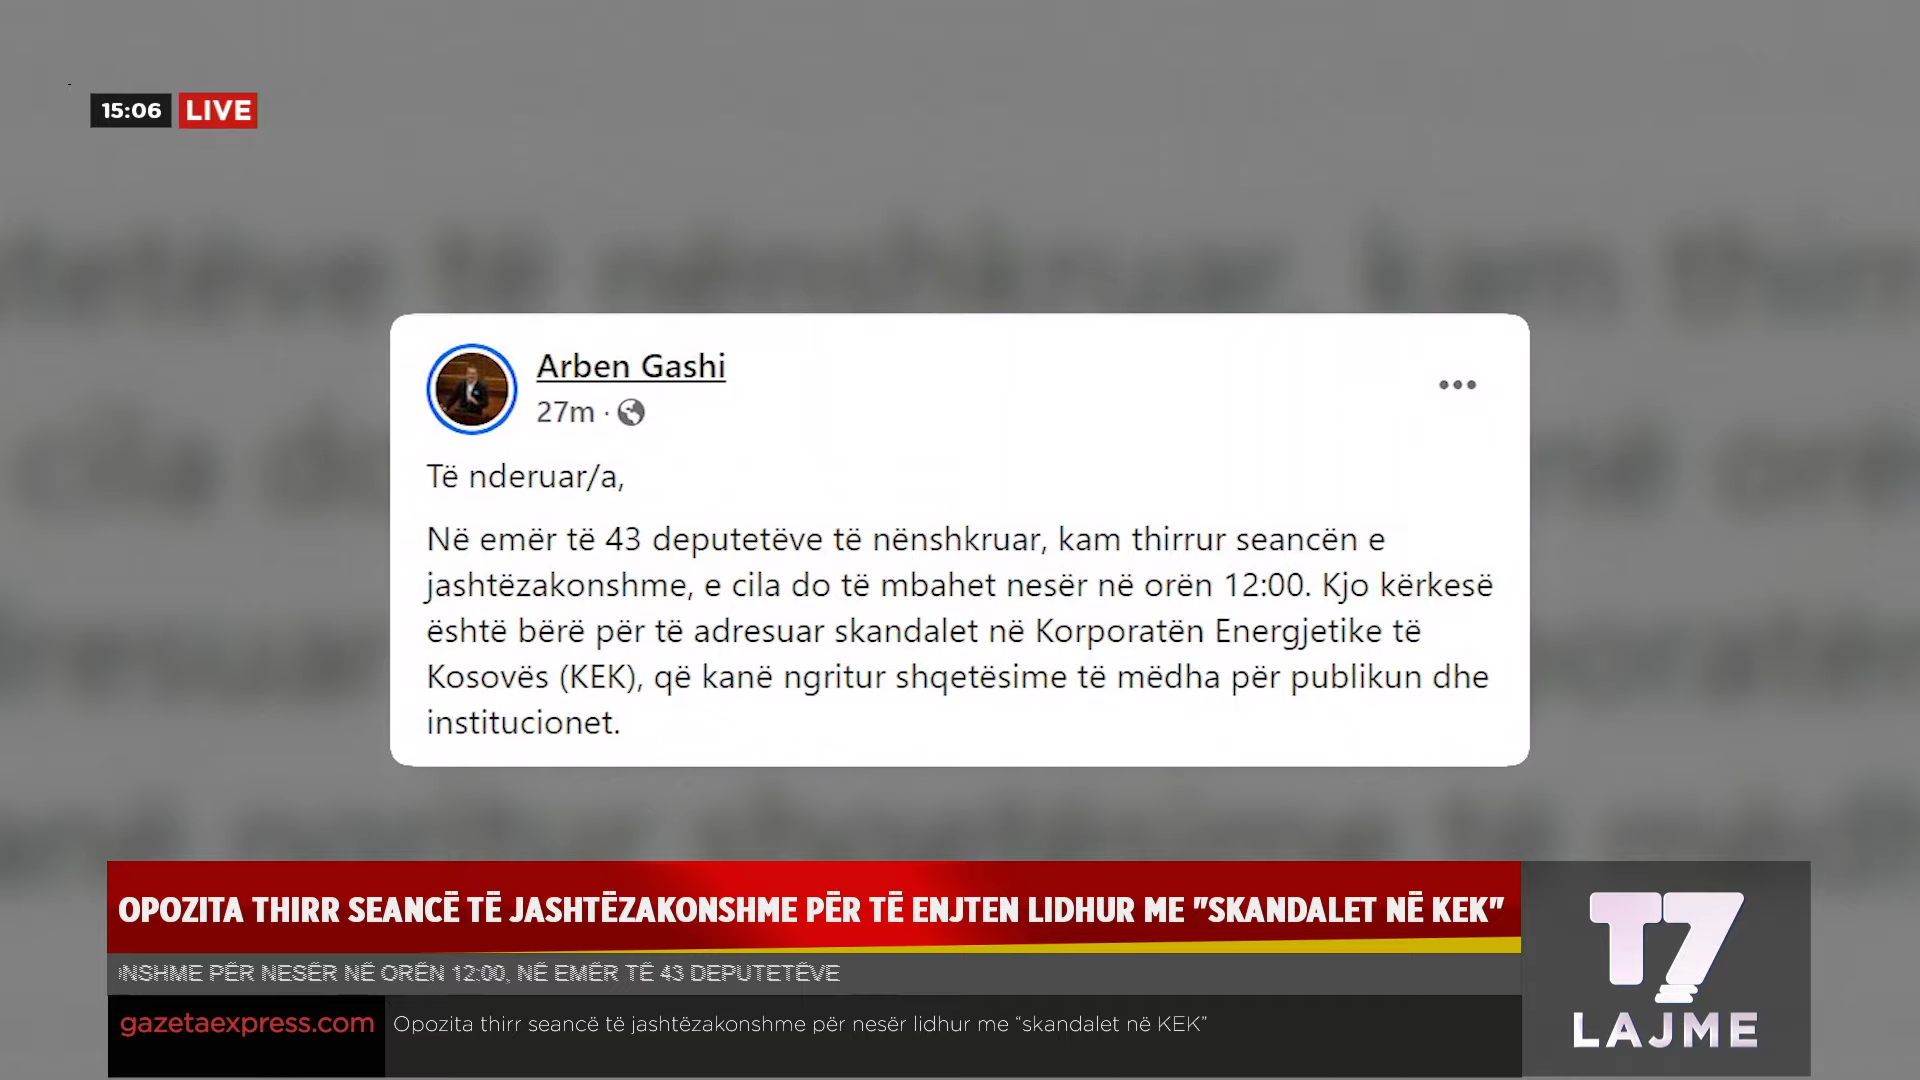 15:06 LIVE
Arben Gashi
27m ·
Të nderuar/a,
Në emër të 43 deputetëve të nënshkruar, kam thirrur seancën e
jashtëzakonshme, e cila do të mbahet nesër në orën 12:00. Kjo kërkesë
është bërë për të adresuar skandalet në Korporatën Energjetike të
Kosovës (KEK), që kanë ngritur shqetësime të mëdha për publikun dhe
institucionet.
OPOZITA THIRR SEANCË TË JASHTËZAKONSHME PËR TË ENJTEN LIDHUR ME "SKANDALET NË KEK"
NSHME PËR NESËR NË ORËN 12:00, NË EMËR TË 43 DEPUTETËVE
gazetaexpress.com Opozita thirr seancë të jashtëzakonshme për nesër lidhur me “skandalet në KEK”
T7
LAJME